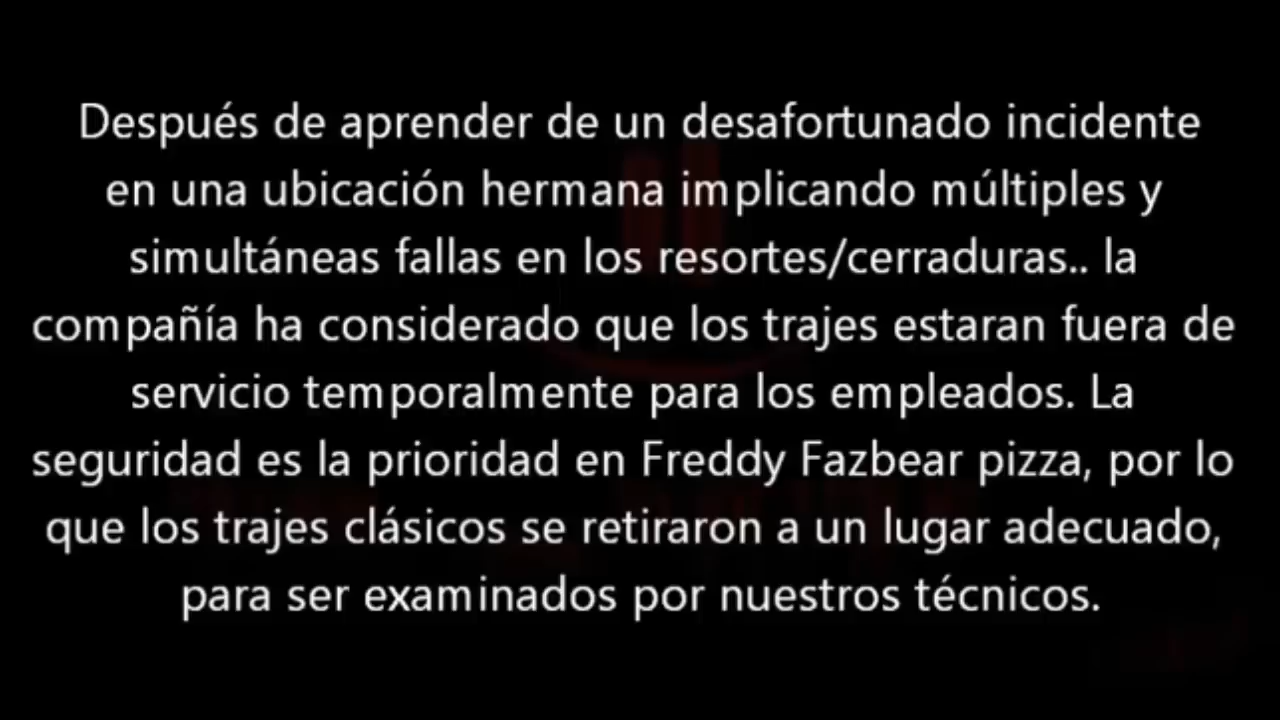 Después de aprender de un desafortunado incidente
en una ubicación hermana implicando múltiples y
simultáneas fallas en los resortes/cerraduras.. la
compañía ha considerado que los trajes estaran fuera de
servicio temporalmente para los empleados. La
seguridad es la prioridad en Freddy Fazbear pizza, por lo
que los trajes clásicos se retiraron a un lugar adecuado,
para ser examinados por nuestros técnicos.